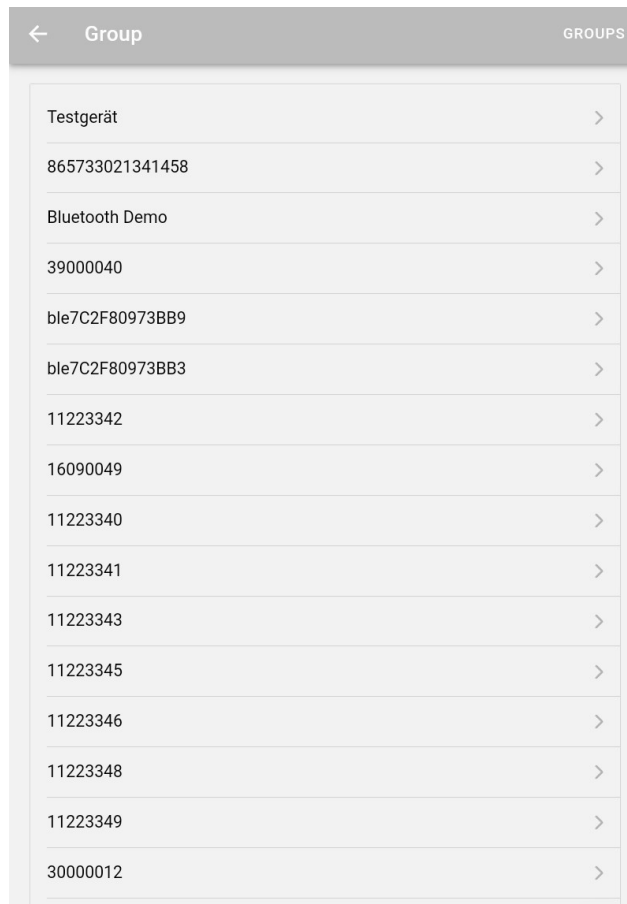 Group GROUPS
Testgerät
865733021341458
Bluetooth Demo
39000040
ble7C2F80973BB9
ble7C2F80973BB3
11223342
16090049
11223340
11223341
11223343
11223345
11223346
11223348
11223349
30000012